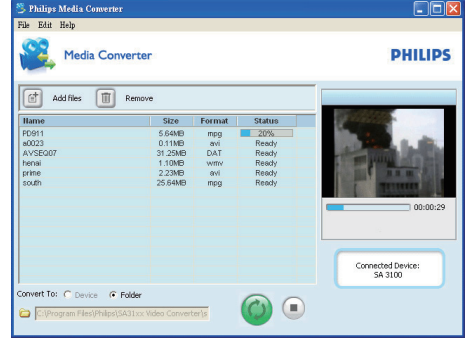 Philips Media Converter
File Edit Help
Media Converter
PHILIPS
Add files Remove
Name Size Format Status
PD911 5.64MB mpg 20%
a0023 0.11MB avi Ready
AVSEQ07 31.25MB DAT Ready
henai 1.10MB wmv Ready
prime 2.23MB avi Ready
south 25.64MB mpg Ready
00:00:29
Connected Device:
SA 3100
Convert To: Device Folder
C:\Program Files\Philips\SA31xx Video Converter\s